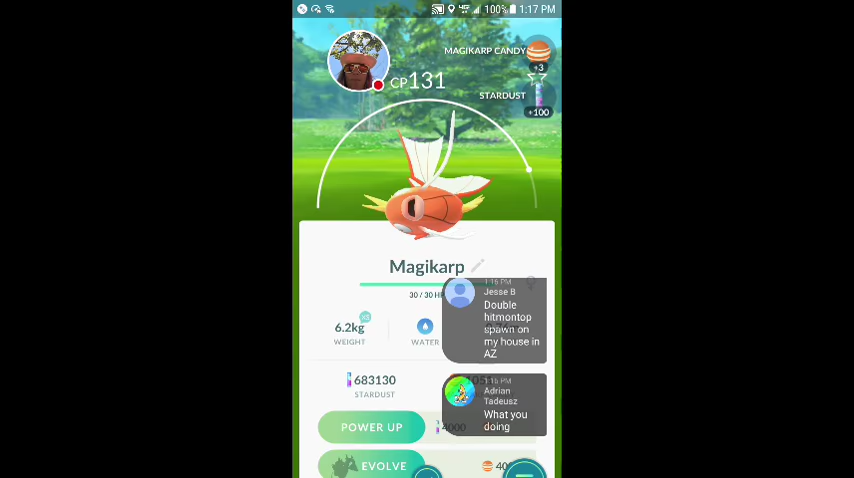 100% 1:17 PM
MAGIKARP CANDY
+3
CP131
STARDUST
+100
Magikarp
30 / 30 HP
1:16 PM
Jesse B
Double
hitmontop
spawn on
my house in
AZ
XS
6.2kg
WEIGHT
WATER
683130
STARDUST
1:16 PM
Adrian
Tadeusz
What you
doing
POWER UP
4000
EVOLVE